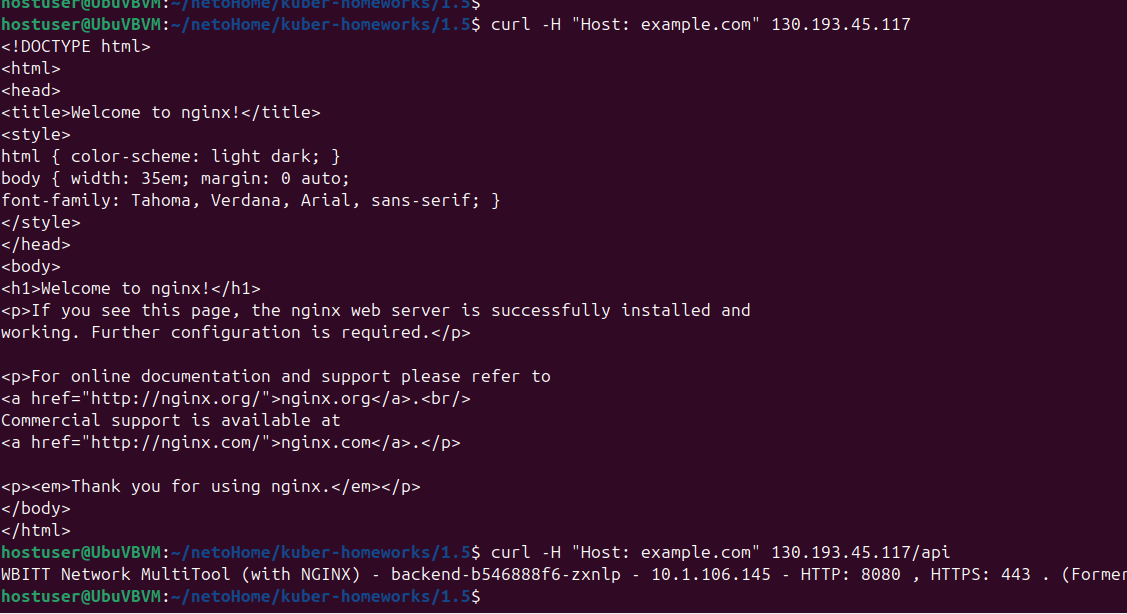 hostuser@UbuVBVM:~/netoHome/kuber-homeworks/1.5$
hostuser@UbuVBVM:~/netoHome/kuber-homeworks/1.5$ curl -H "Host: example.com" 130.193.45.117
<!DOCTYPE html>
<html>
<head>
<title>Welcome to nginx!</title>
<style>
html { color-scheme: light dark; }
body { width: 35em; margin: 0 auto;
font-family: Tahoma, Verdana, Arial, sans-serif; }
</style>
</head>
<body>
<h1>Welcome to nginx!</h1>
<p>If you see this page, the nginx web server is successfully installed and
working. Further configuration is required.</p>

<p>For online documentation and support please refer to
<a href="http://nginx.org/">nginx.org</a>.<br/>
Commercial support is available at
<a href="http://nginx.com/">nginx.com</a>.</p>

<p><em>Thank you for using nginx.</em></p>
</body>
</html>
hostuser@UbuVBVM:~/netoHome/kuber-homeworks/1.5$ curl -H "Host: example.com" 130.193.45.117/api
WBITT Network MultiTool (with NGINX) - backend-b546888f6-zxnlp - 10.1.106.145 - HTTP: 8080 , HTTPS: 443 . (Former
hostuser@UbuVBVM:~/netoHome/kuber-homeworks/1.5$